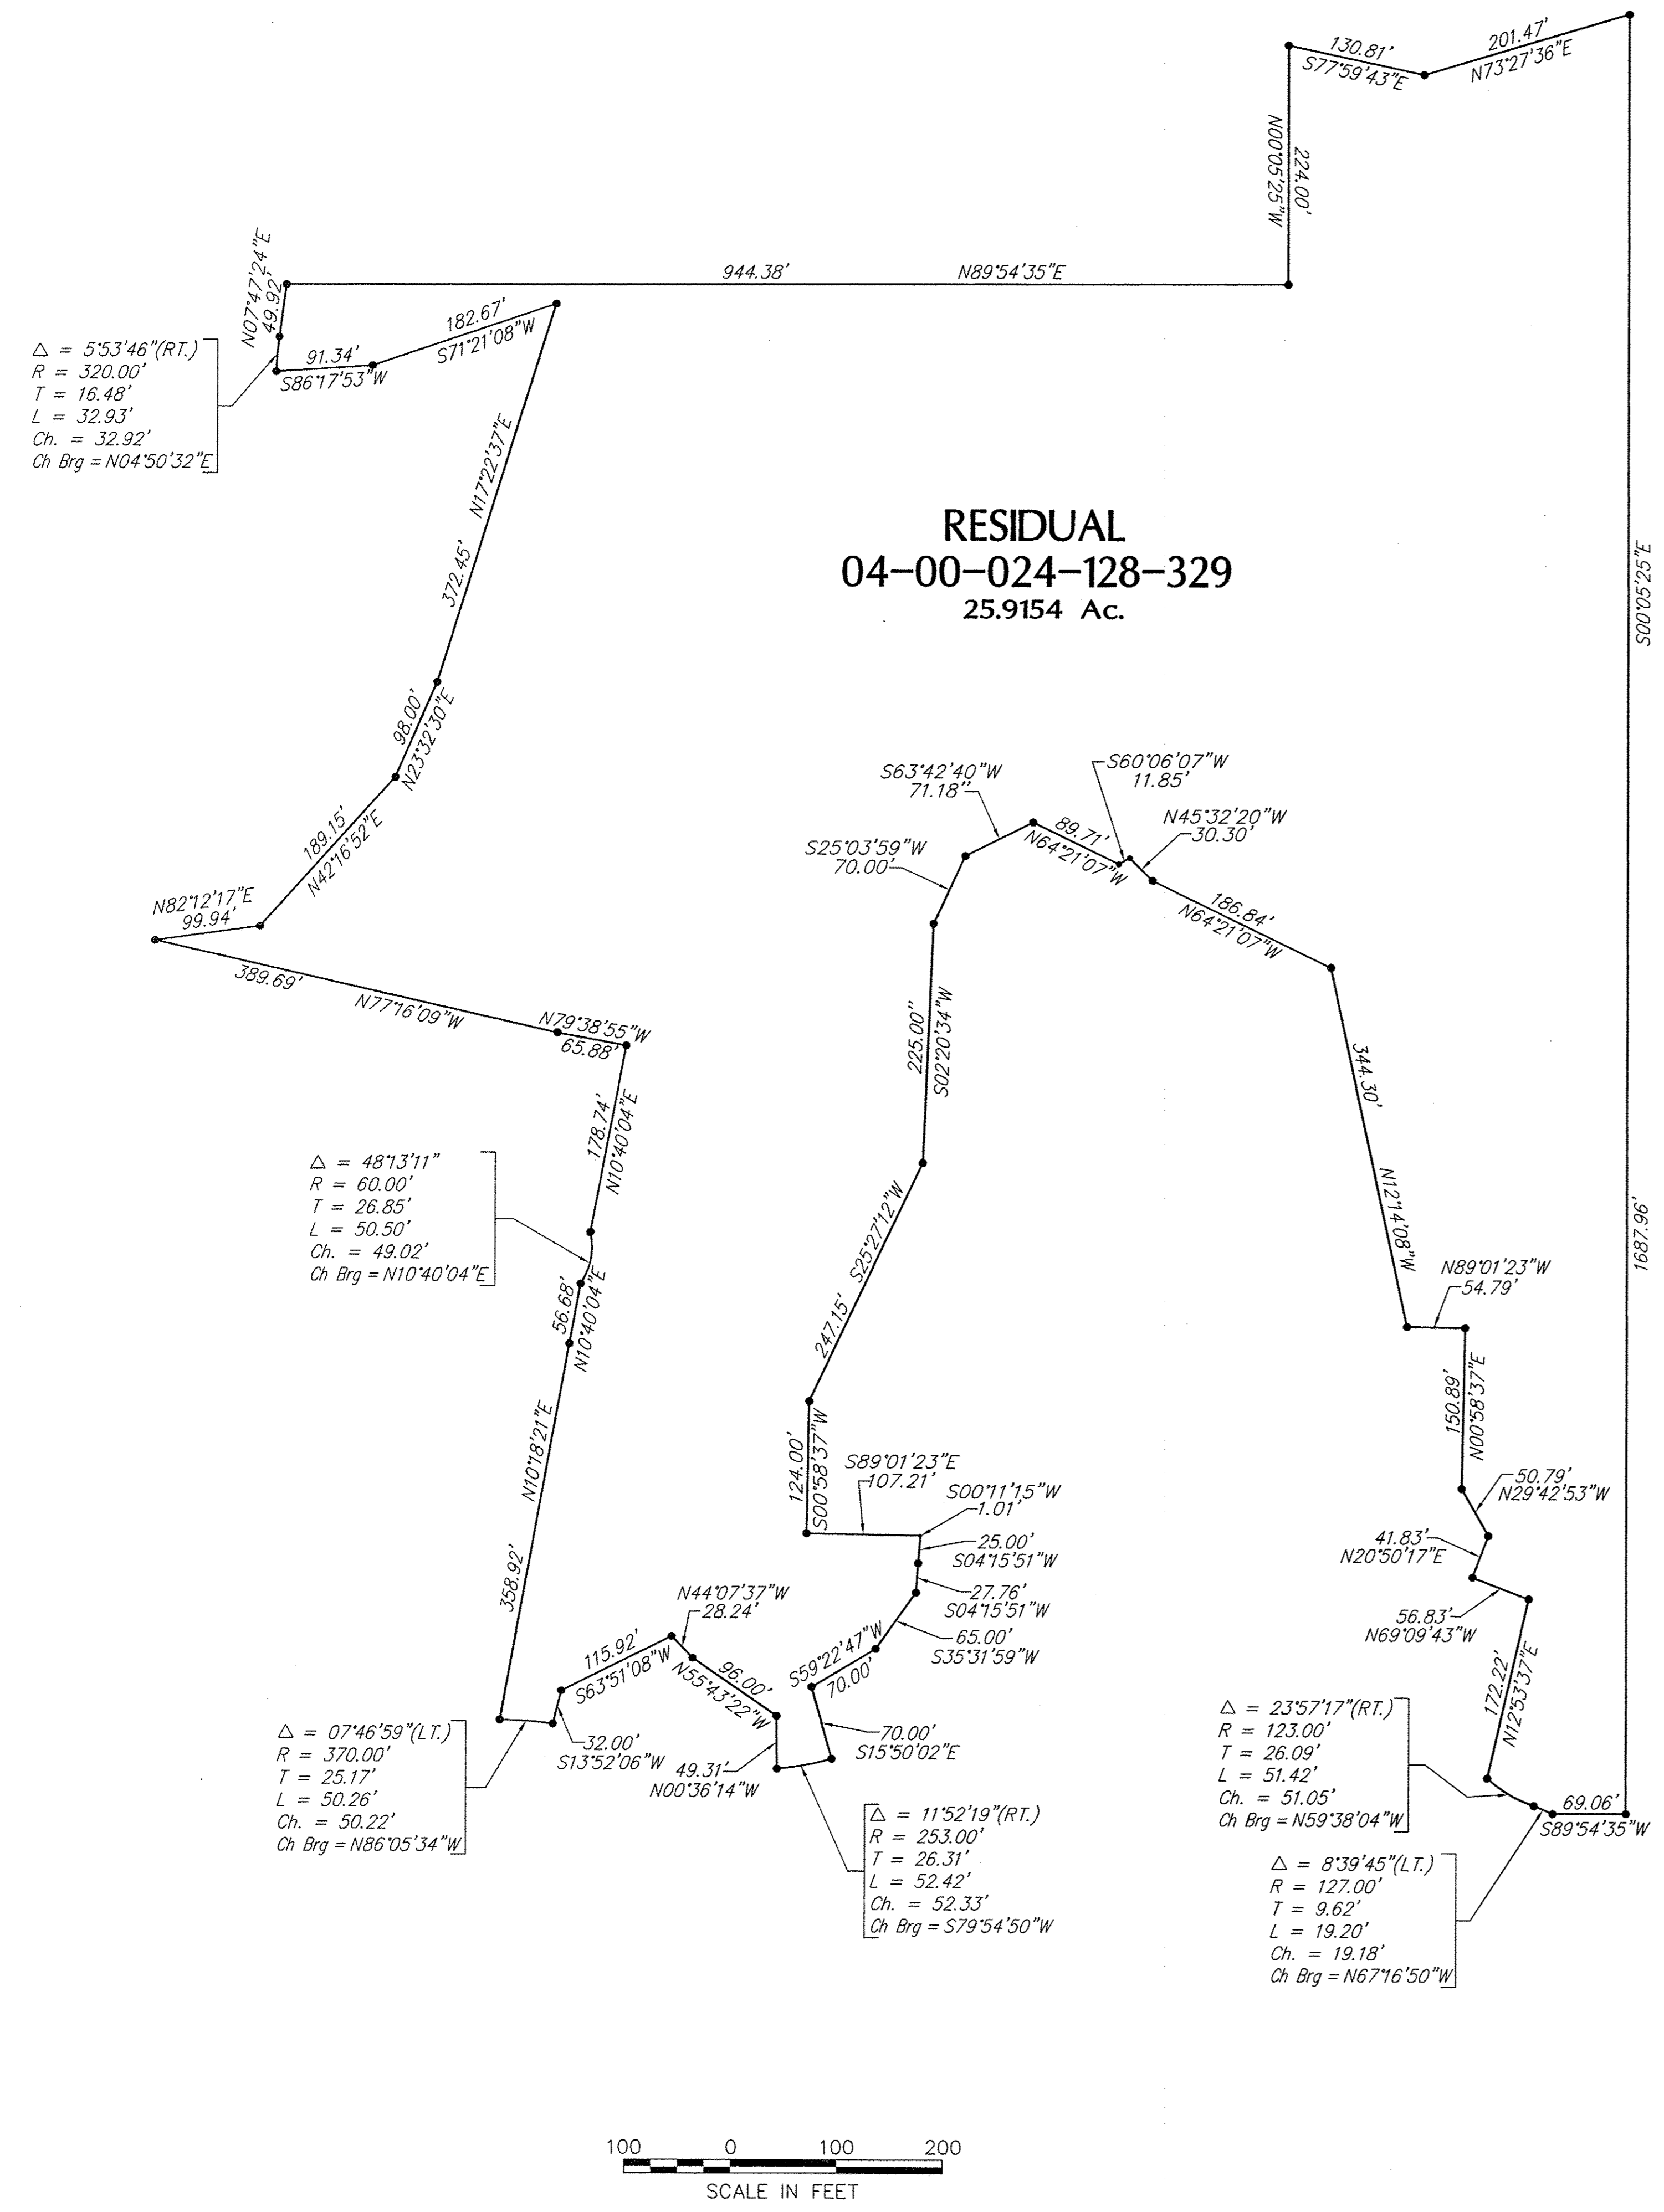 130.81'
S77°59'43"E
201.47'
N73°27'36"E
N00°05'25"W
224.00'
944.38'
N89°54'35"E
N07°47'24"E
49.92'
182.67'
S71°21'08"W
91.34'
S86°17'53"W
△ = 5°53'46"(RT.)
R = 320.00'
T = 16.48'
L = 32.93'
Ch. = 32.92'
Ch Brg = N04°50'32"E
N17°22'37"E
372.45'
RESIDUAL
04-00-024-128-329
25.9154 Ac.
S00°05'25"E
1687.96'
98.00'
N23°32'30"E
189.15'
N42°16'52"E
N82°12'17"E
99.94'
389.69'
N77°16'09"W
N79°38'55"W
65.88'
S63°42'40"W
71.18"
S60°06'07"W
11.85'
N45°32'20"W
30.30'
S25°03'59"W
70.00'
89.71'
N64°21'07"W
186.84'
N64°21'07"W
225.00"
S02°20'34"W
344.30'
N12°14'08"W
178.74'
N10°40'04"E
△ = 48°13'11"
R = 60.00'
T = 26.85'
L = 50.50'
Ch. = 49.02'
Ch Brg = N10°40'04"E
56.68'
N10°40'04"E
S25°27'12"W
247.15'
N89°01'23"W
54.79'
150.89'
N00°58'37"E
N10°18'21"E
358.92'
124.00'
S00°58'37"W
S89°01'23"E
107.21'
S00°11'15"W
1.01'
25.00'
S04°15'51"W
27.76'
S04°15'51"W
65.00'
S35°31'59"W
S59°22'47"W
70.00'
70.00'
S15°50'02"E
50.79'
N29°42'53"W
41.83'
N20°50'17"E
56.83'
N69°09'43"W
172.22'
N12°53'37"E
N44°07'37"W
28.24'
115.92'
S63°51'08"W
96.00'
N55°43'22"W
32.00'
S13°52'06"W
49.31'
N00°36'14"W
△ = 07°46'59"(LT.)
R = 370.00'
T = 25.17'
L = 50.26'
Ch. = 50.22'
Ch Brg = N86°05'34"W
△ = 11°52'19"(RT.)
R = 253.00'
T = 26.31'
L = 52.42'
Ch. = 52.33'
Ch Brg = S79°54'50"W
△ = 23°57'17"(RT.)
R = 123.00'
T = 26.09'
L = 51.42'
Ch. = 51.05'
Ch Brg = N59°38'04"W
69.06'
S89°54'35"W
△ = 8°39'45"(LT.)
R = 127.00'
T = 9.62'
L = 19.20'
Ch. = 19.18'
Ch Brg = N67°16'50"W
100 0 100 200
SCALE IN FEET